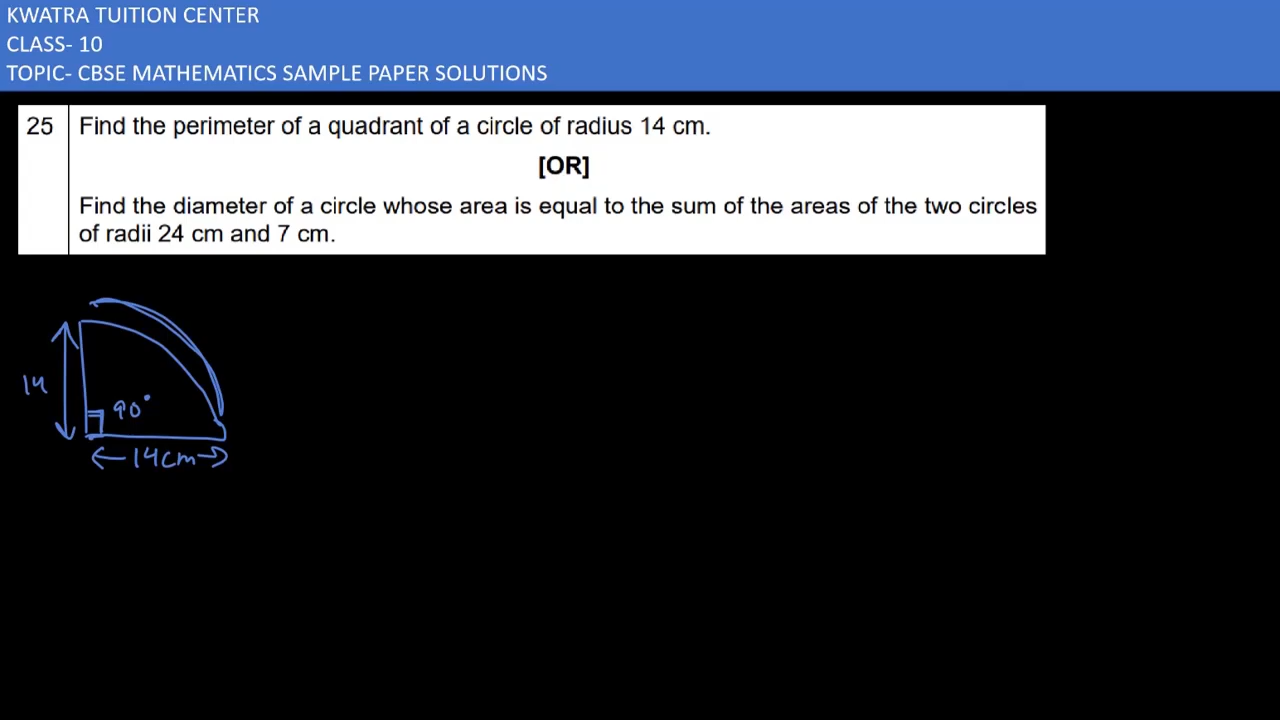 KWATRA TUITION CENTER
CLASS- 10
TOPIC- CBSE MATHEMATICS SAMPLE PAPER SOLUTIONS
25 Find the perimeter of a quadrant of a circle of radius 14 cm.
[OR]
Find the diameter of a circle whose area is equal to the sum of the areas of the two circles
of radii 24 cm and 7 cm.
14
90°
14cm